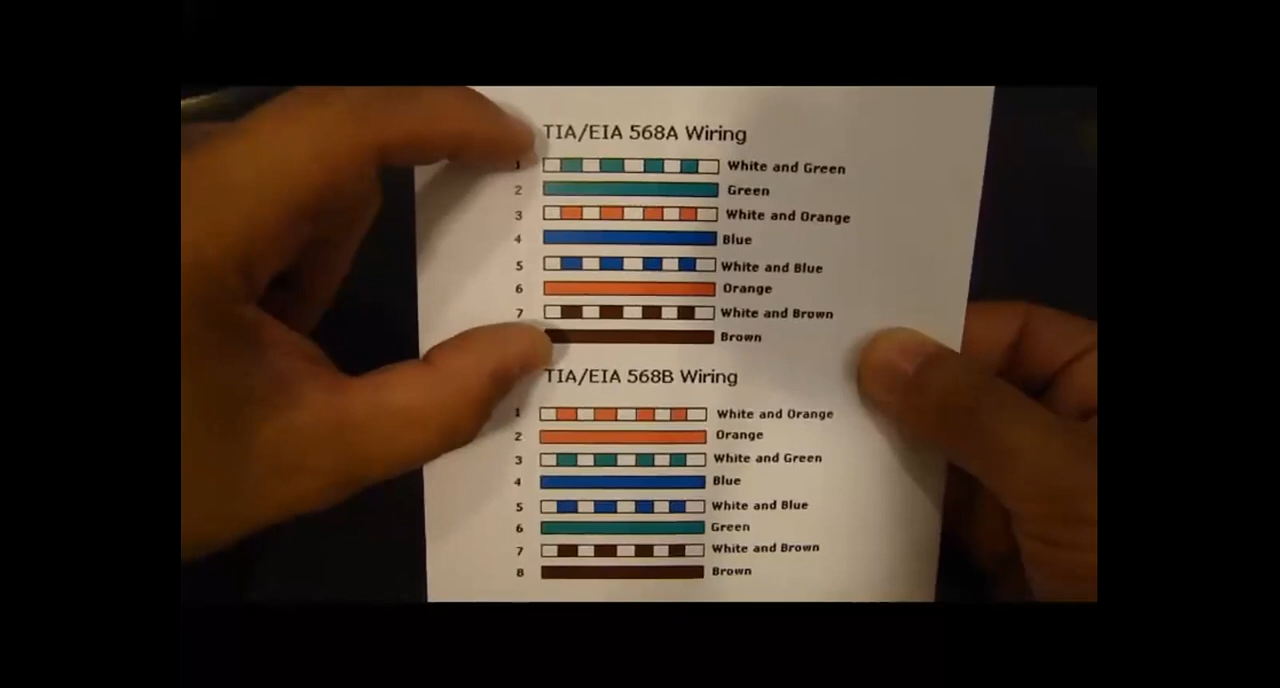 TIA/EIA 568A Wiring
1 White and Green
2 Green
3 White and Orange
4 Blue
5 White and Blue
6 Orange
7 White and Brown
Brown
TIA/EIA 568B Wiring
1 White and Orange
2 Orange
3 White and Green
4 Blue
5 White and Blue
6 Green
7 White and Brown
8 Brown